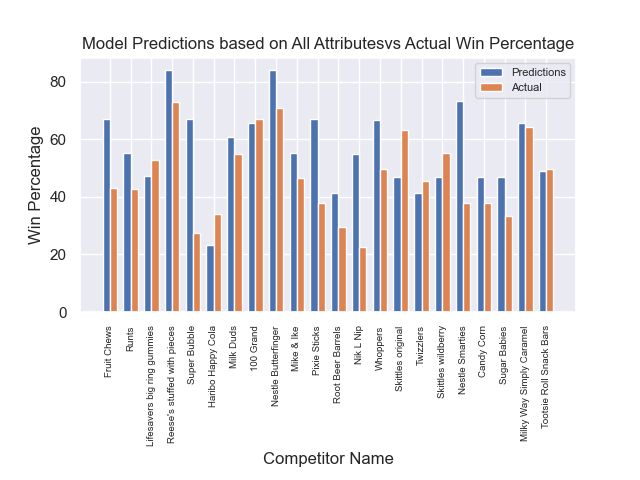 Model Predictions based on All Attributesvs Actual Win Percentage
Predictions
Actual
Win Percentage
80
60
40
20
0
Fruit Chews
Runts
Lifesavers big ring gummies
Reese's stuffed with pieces
Super Bubble
Haribo Happy Cola
Milk Duds
100 Grand
Nestle Butterfinger
Mike & Ike
Pixie Sticks
Root Beer Barrels
Nik L Nip
Whoppers
Skittles original
Twizzlers
Skittles wildberry
Nestle Smarties
Candy Corn
Sugar Babies
Milky Way Simply Caramel
Tootsie Roll Snack Bars
Competitor Name